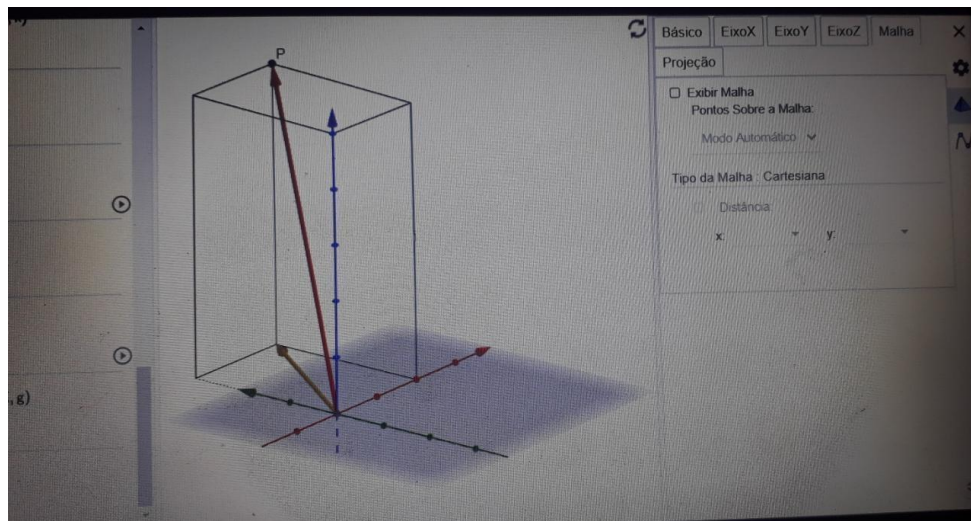 P
Básico EixoX EixoY EixoZ Malha
Projeção
Exibir Malha
Pontos Sobre a Malha:
Modo Automático
Tipo da Malha : Cartesiana
Distância:
x: y:
, g)